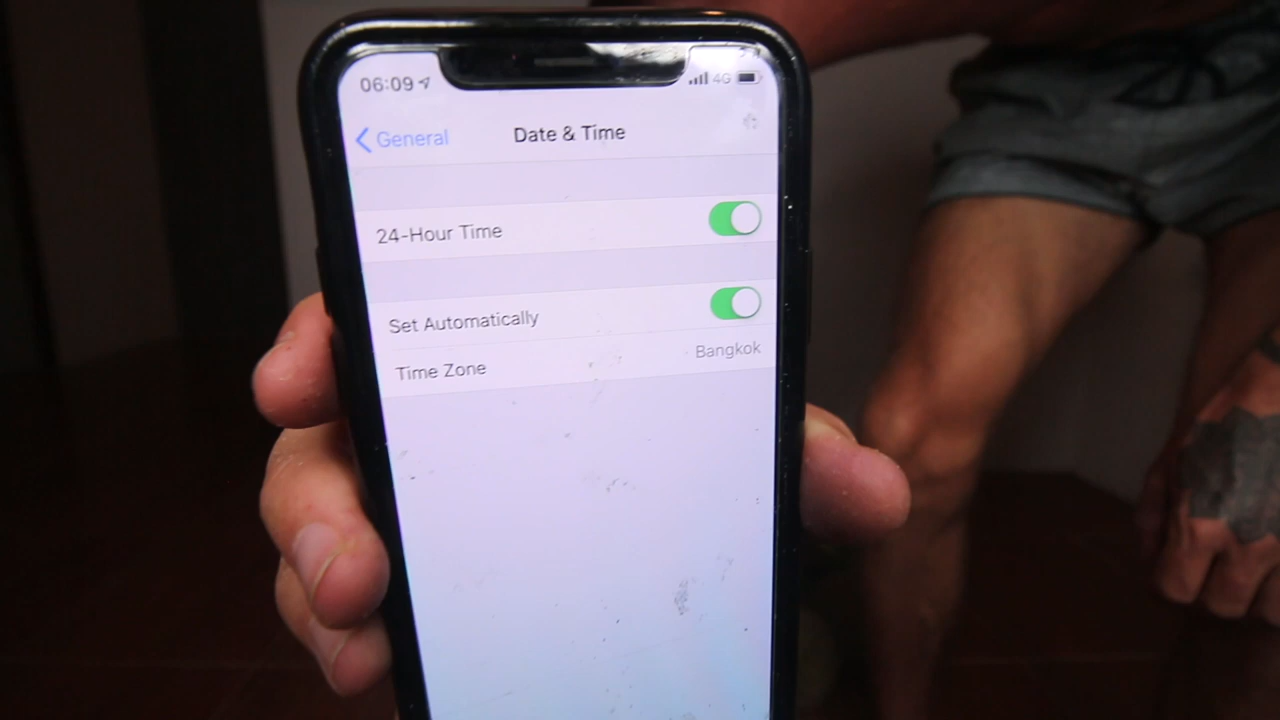 06:09
4G
General
Date & Time
24-Hour Time
Set Automatically
Time Zone
Bangkok